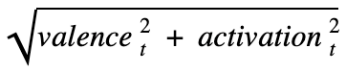 √(valence_t^2 + activation_t^2)